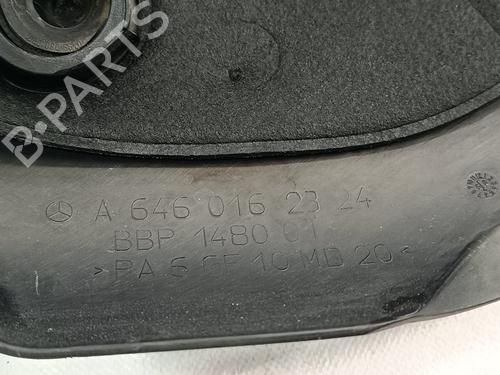 B-PARTS
A 646 016 23 24
BBP 1480 01
>PA 6 GF 10 MD 20<